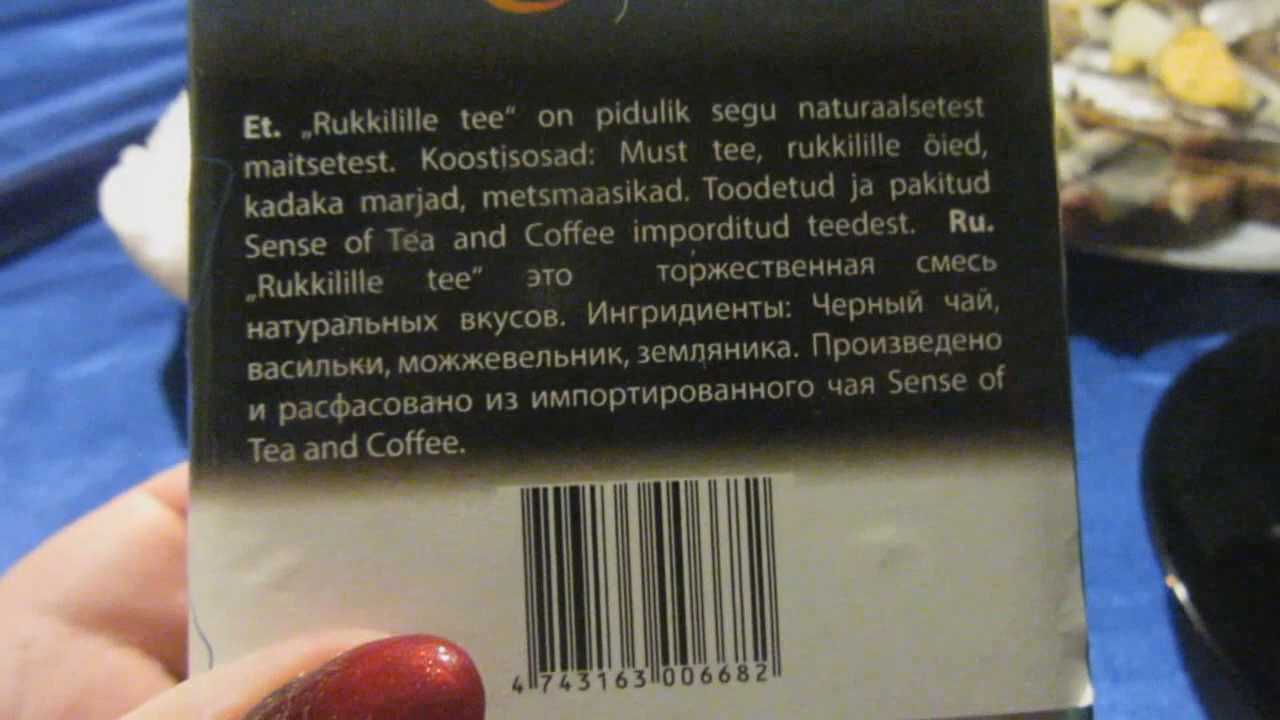 Et. „Rukkilille tee“ on pidulik segu naturaalsetest
maitsetest. Koostisosad: Must tee, rukkilille õied,
kadaka marjad, metsmaasikad. Toodetud ja pakitud
Sense of Tea and Coffee imporditud teedest. Ru.
„Rukkilille tee“ это торжественная смесь
натуральных вкусов. Ингридиенты: Черный чай,
васильки, можжевельник, земляника. Произведено
и расфасовано из импортированного чая Sense of
Tea and Coffee.
4 743163 006682